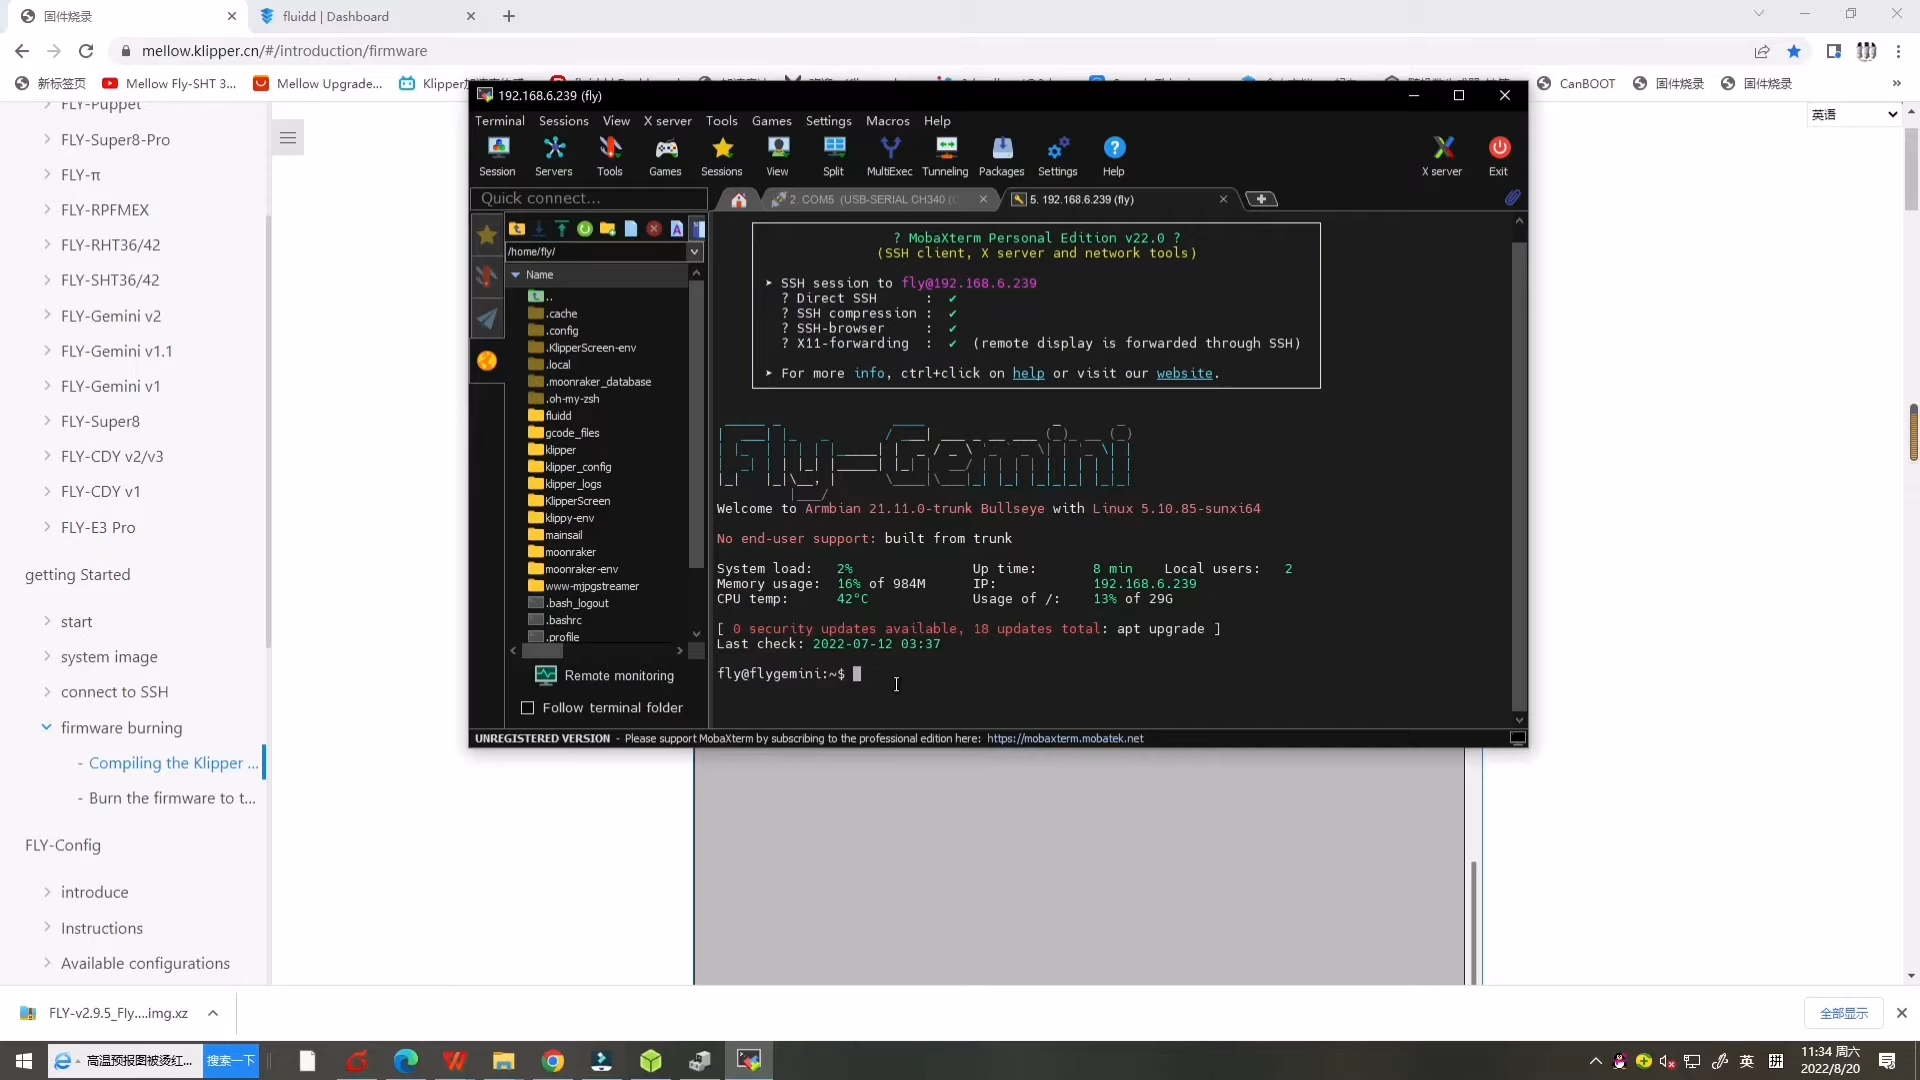 固件烧录
fluidd | Dashboard
mellow.klipper.cn/#/introduction/firmware
新标签页
Mellow Fly-SHT 3...
Mellow Upgrade...
CanBOOT
固件烧录
固件烧录
英语
FLY-Puppet
FLY-Super8-Pro
FLY-π
FLY-RPFMEX
FLY-RHT36/42
FLY-SHT36/42
FLY-Gemini v2
FLY-Gemini v1.1
FLY-Gemini v1
FLY-Super8
FLY-CDY v2/v3
FLY-CDY v1
FLY-E3 Pro
getting Started
start
system image
connect to SSH
firmware burning
- Compiling the Klipper ...
- Burn the firmware to t...
FLY-Config
introduce
Instructions
Available configurations
192.168.6.239 (fly)
Terminal Sessions View X server Tools Games Settings Macros Help
Session Servers Tools Games Sessions View Split MultiExec Tunneling Packages Settings Help X server Exit
Quick connect...
2. COM5 (USB-SERIAL CH340 (
5. 192.168.6.239 (fly)
/home/fly/
Name
..
.cache
.config
.KlipperScreen-env
.local
.moonraker_database
.oh-my-zsh
fluidd
gcode_files
klipper
klipper_config
klipper_logs
KlipperScreen
klippy-env
mainsail
moonraker
moonraker-env
www-mjpgstreamer
.bash_logout
.bashrc
.profile
Remote monitoring
Follow terminal folder
? MobaXterm Personal Edition v22.0 ?
(SSH client, X server and network tools)
➤ SSH session to fly@192.168.6.239
? Direct SSH : ✔
? SSH compression : ✔
? SSH-browser : ✔
? X11-forwarding : ✔ (remote display is forwarded through SSH)
➤ For more info, ctrl+click on help or visit our website.
Fly-Gemini
Welcome to Armbian 21.11.0-trunk Bullseye with Linux 5.10.85-sunxi64
No end-user support: built from trunk
System load: 2% Up time: 8 min Local users: 2
Memory usage: 16% of 984M IP: 192.168.6.239
CPU temp: 42°C Usage of /: 13% of 29G
[ 0 security updates available, 18 updates total: apt upgrade ]
Last check: 2022-07-12 03:37
fly@flygemini:~$
UNREGISTERED VERSION - Please support MobaXterm by subscribing to the professional edition here: https://mobaxterm.mobatek.net
FLY-v2.9.5_Fly....img.xz
全部显示
高温预报图被烫红...
搜索一下
英
拼
11:34 周六
2022/8/20